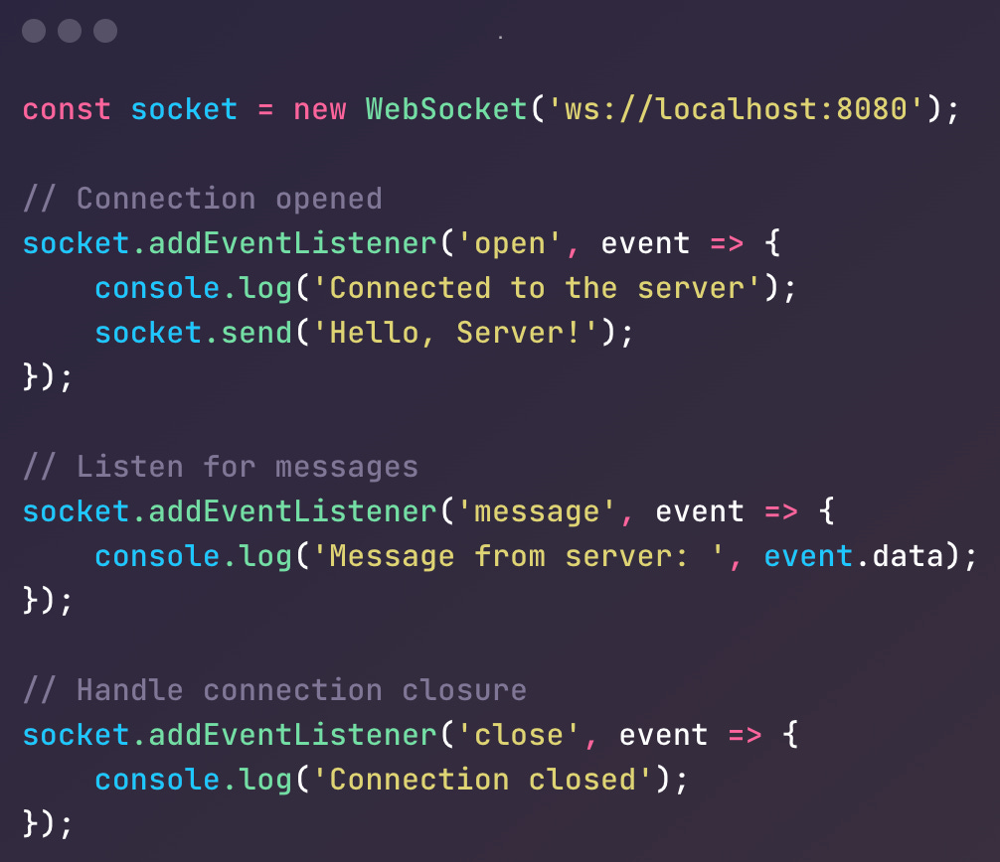 const socket = new WebSocket('ws://localhost:8080');
// Connection opened
socket.addEventListener('open', event => {
    console.log('Connected to the server');
    socket.send('Hello, Server!');
});
// Listen for messages
socket.addEventListener('message', event => {
    console.log('Message from server: ', event.data);
});
// Handle connection closure
socket.addEventListener('close', event => {
    console.log('Connection closed');
});